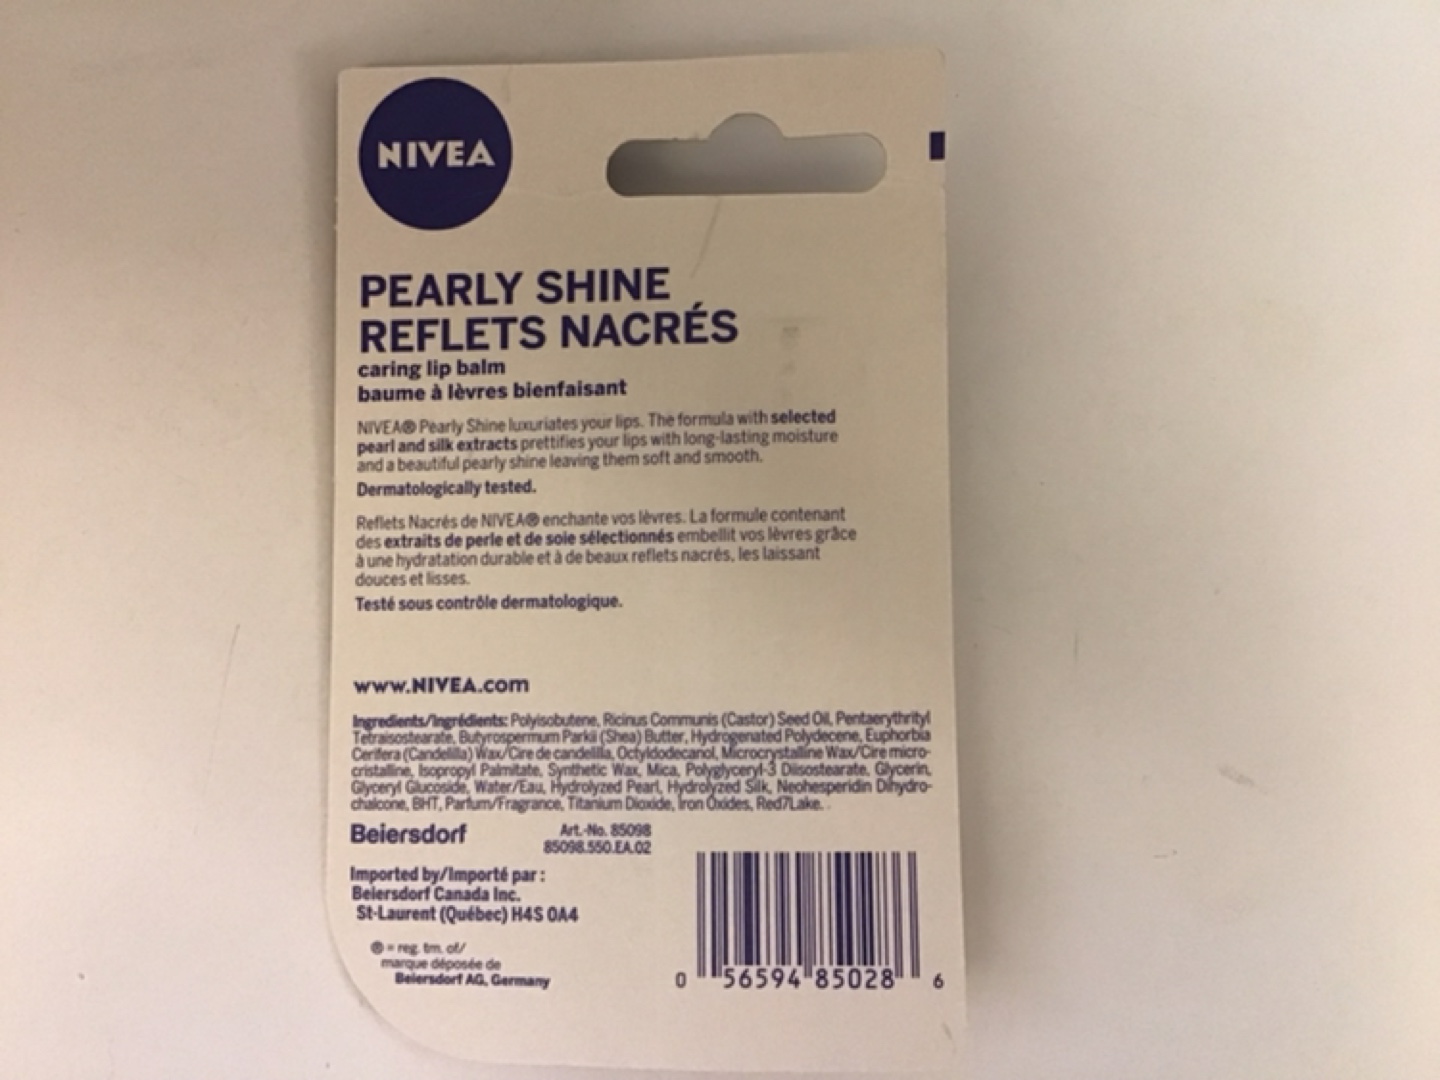 NIVEA
PEARLY SHINE
REFLETS NACRÉS
caring lip balm
baume à lèvres bienfaisant
NIVEA® Pearly Shine luxuriates your lips. The formula with selected
pearl and silk extracts prettifies your lips with long-lasting moisture
and a beautiful pearly shine leaving them soft and smooth.
Dermatologically tested.
Reflets Nacrés de NIVEA® enchante vos lèvres. La formule contenant
des extraits de perle et de soie sélectionnés embellit vos lèvres grâce
à une hydratation durable et à de beaux reflets nacrés, les laissant
douces et lisses.
Testé sous contrôle dermatologique.
www.NIVEA.com
Ingredients/Ingrédients: Polyisobutene, Ricinus Communis (Castor) Seed Oil, Pentaerythrityl
Tetraisostearate, Butyrospermum Parkii (Shea) Butter, Hydrogenated Polydecene, Euphorbia
Cerifera (Candelilla) Wax/Cire de candelilla, Octyldodecanol, Microcrystalline Wax/Cire micro-
cristalline, Isopropyl Palmitate, Synthetic Wax, Mica, Polyglyceryl-3 Diisostearate, Glycerin,
Glyceryl Glucoside, Water/Eau, Hydrolyzed Pearl, Hydrolyzed Silk, Neohesperidin Dihydro-
chalcone, BHT, Parfum/Fragrance, Titanium Dioxide, Iron Oxides, Red7Lake.
Beiersdorf
Art.-No. 85098
85098.550.EA.02
Imported by/Importé par :
Beiersdorf Canada Inc.
St-Laurent (Québec) H4S 0A4
® = reg. tm. of/
marque déposée de
Beiersdorf AG, Germany
0 56594 85028 6